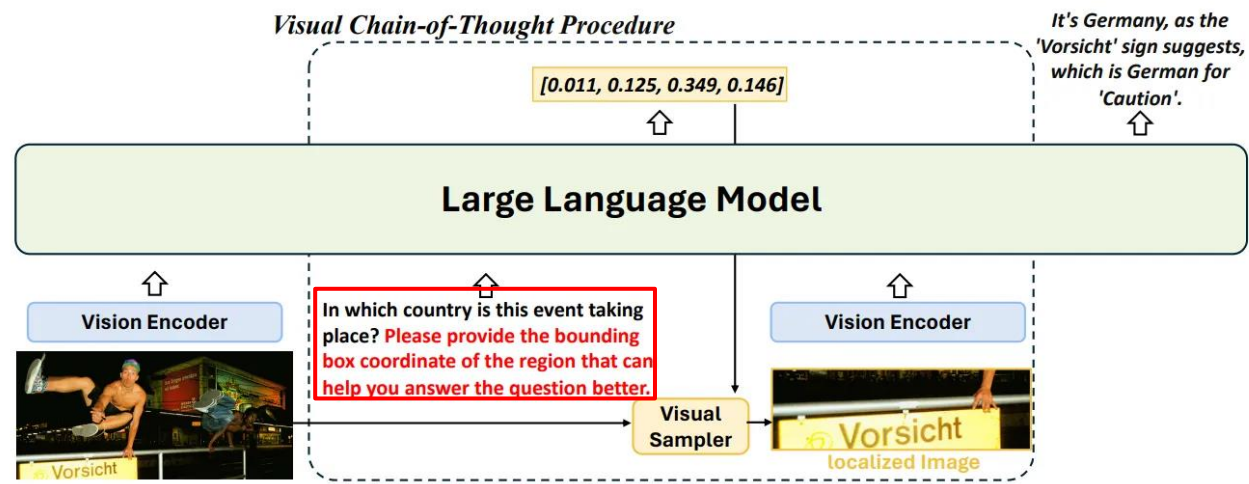 Visual Chain-of-Thought Procedure
It's Germany, as the
'Vorsicht' sign suggests,
which is German for
'Caution'.
[0.011, 0.125, 0.349, 0.146]
Large Language Model
Vision Encoder
In which country is this event taking
place? Please provide the bounding
box coordinate of the region that can
help you answer the question better.
Vision Encoder
Vorsicht
Visual
Sampler
Vorsicht
localized Image